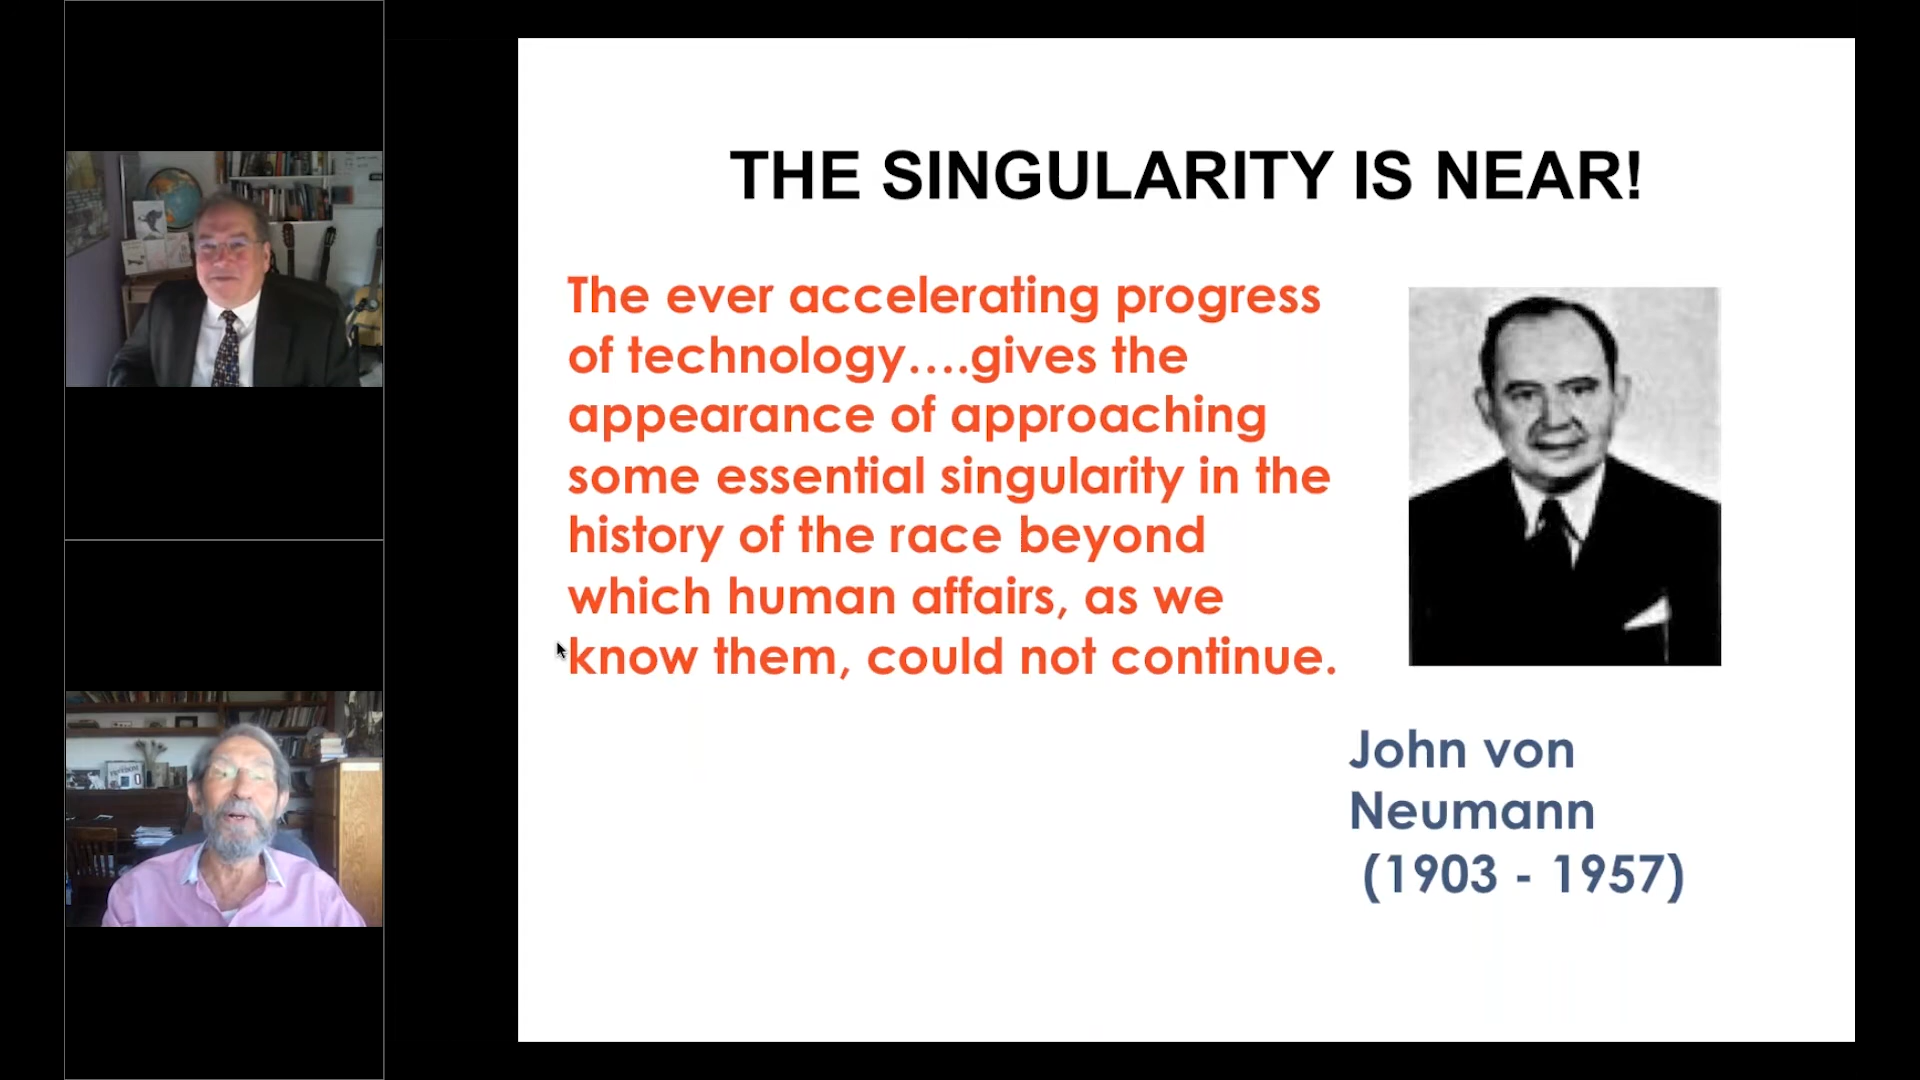 THE SINGULARITY IS NEAR!
The ever accelerating progress
of technology....gives the
appearance of approaching
some essential singularity in the
history of the race beyond
which human affairs, as we
know them, could not continue.
John von
Neumann
(1903 - 1957)